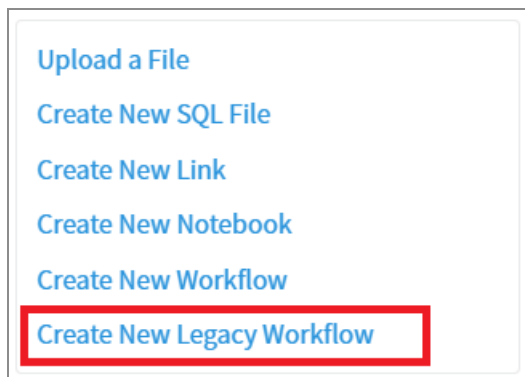 Upload a File
Create New SQL File
Create New Link
Create New Notebook
Create New Workflow
Create New Legacy Workflow